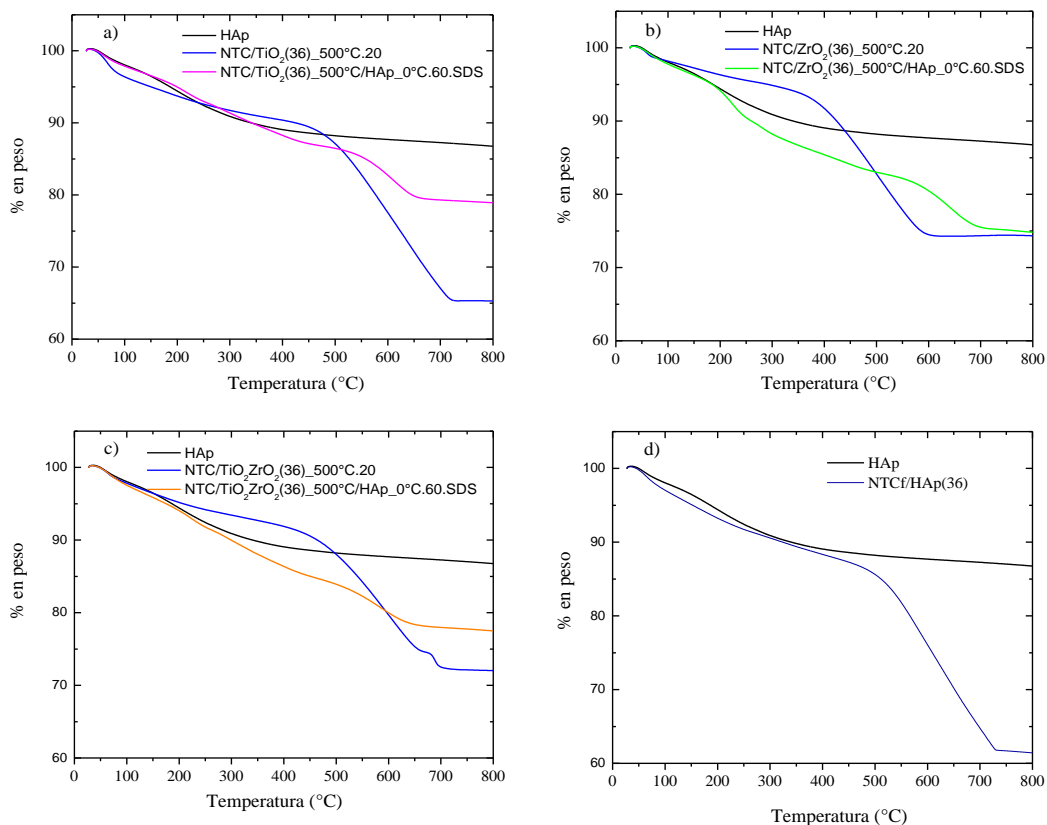 a)
HAp
NTC/TiO₂(36)_500°C.20
NTC/TiO₂(36)_500°C/HAp_0°C.60.SDS
100
90
80
70
60
% en peso
0 100 200 300 400 500 600 700 800
Temperatura (°C)
b)
HAp
NTC/ZrO₂(36)_500°C.20
NTC/ZrO₂(36)_500°C/HAp_0°C.60.SDS
100
90
80
70
60
% en peso
0 100 200 300 400 500 600 700 800
Temperatura (°C)
c)
HAp
NTC/TiO₂ZrO₂(36)_500°C.20
NTC/TiO₂ZrO₂(36)_500°C/HAp_0°C.60.SDS
100
90
80
70
60
% en peso
0 100 200 300 400 500 600 700 800
Temperatura (°C)
d)
HAp
NTCf/HAp(36)
100
90
80
70
60
% en peso
0 100 200 300 400 500 600 700 800
Temperatura (°C)